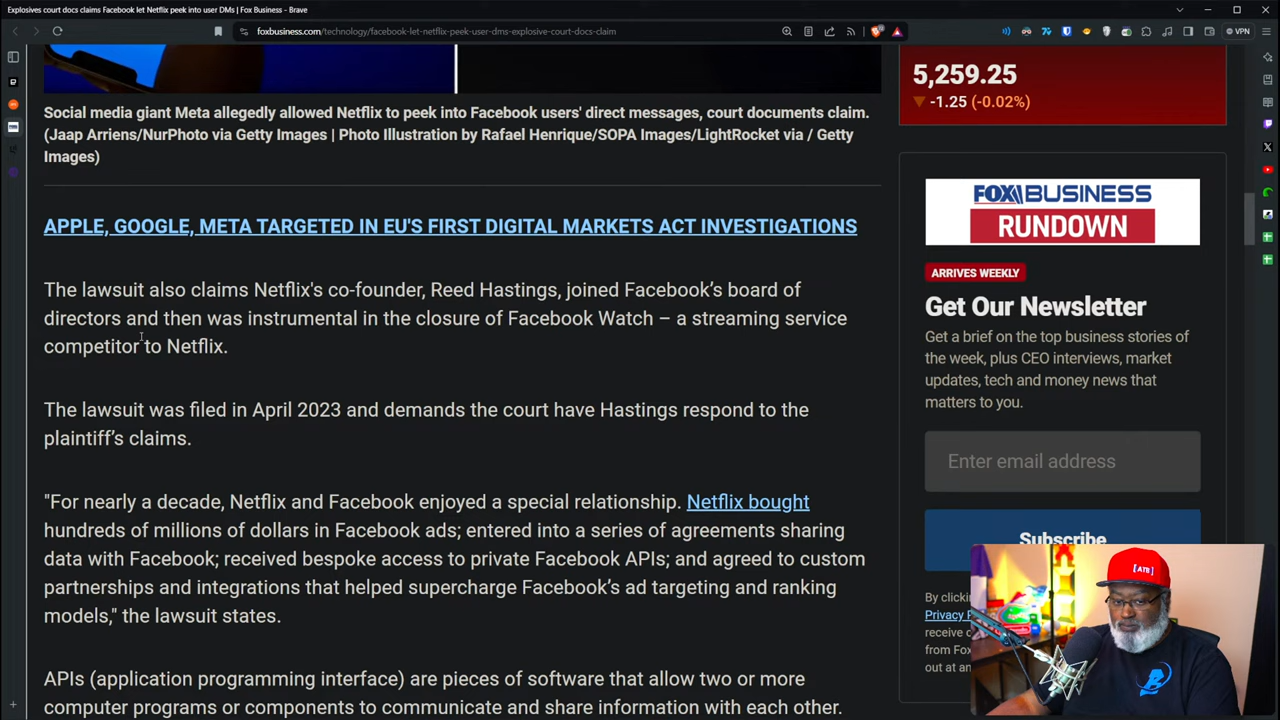 Explosives court docs claims Facebook let Netflix peek into user DMs | Fox Business - Brave
foxbusiness.com/technology/facebook-let-netflix-peek-user-dms-explosive-court-docs-claim
VPN
Social media giant Meta allegedly allowed Netflix to peek into Facebook users' direct messages, court documents claim.
(Jaap Arriens/NurPhoto via Getty Images | Photo Illustration by Rafael Henrique/SOPA Images/LightRocket via / Getty
Images)
APPLE, GOOGLE, META TARGETED IN EU'S FIRST DIGITAL MARKETS ACT INVESTIGATIONS
The lawsuit also claims Netflix's co-founder, Reed Hastings, joined Facebook’s board of
directors and then was instrumental in the closure of Facebook Watch – a streaming service
competitor to Netflix.
The lawsuit was filed in April 2023 and demands the court have Hastings respond to the
plaintiff’s claims.
"For nearly a decade, Netflix and Facebook enjoyed a special relationship. Netflix bought
hundreds of millions of dollars in Facebook ads; entered into a series of agreements sharing
data with Facebook; received bespoke access to private Facebook APIs; and agreed to custom
partnerships and integrations that helped supercharge Facebook’s ad targeting and ranking
models," the lawsuit states.
APIs (application programming interface) are pieces of software that allow two or more
computer programs or components to communicate and share information with each other.
5,259.25
-1.25 (-0.02%)
FOX BUSINESS
RUNDOWN
ARRIVES WEEKLY
Get Our Newsletter
Get a brief on the top business stories of
the week, plus CEO interviews, market
updates, tech and money news that
matters to you.
Enter email address
Subscribe
By clickin
Privacy P
receive c
from Fox
out at an
[ATR]